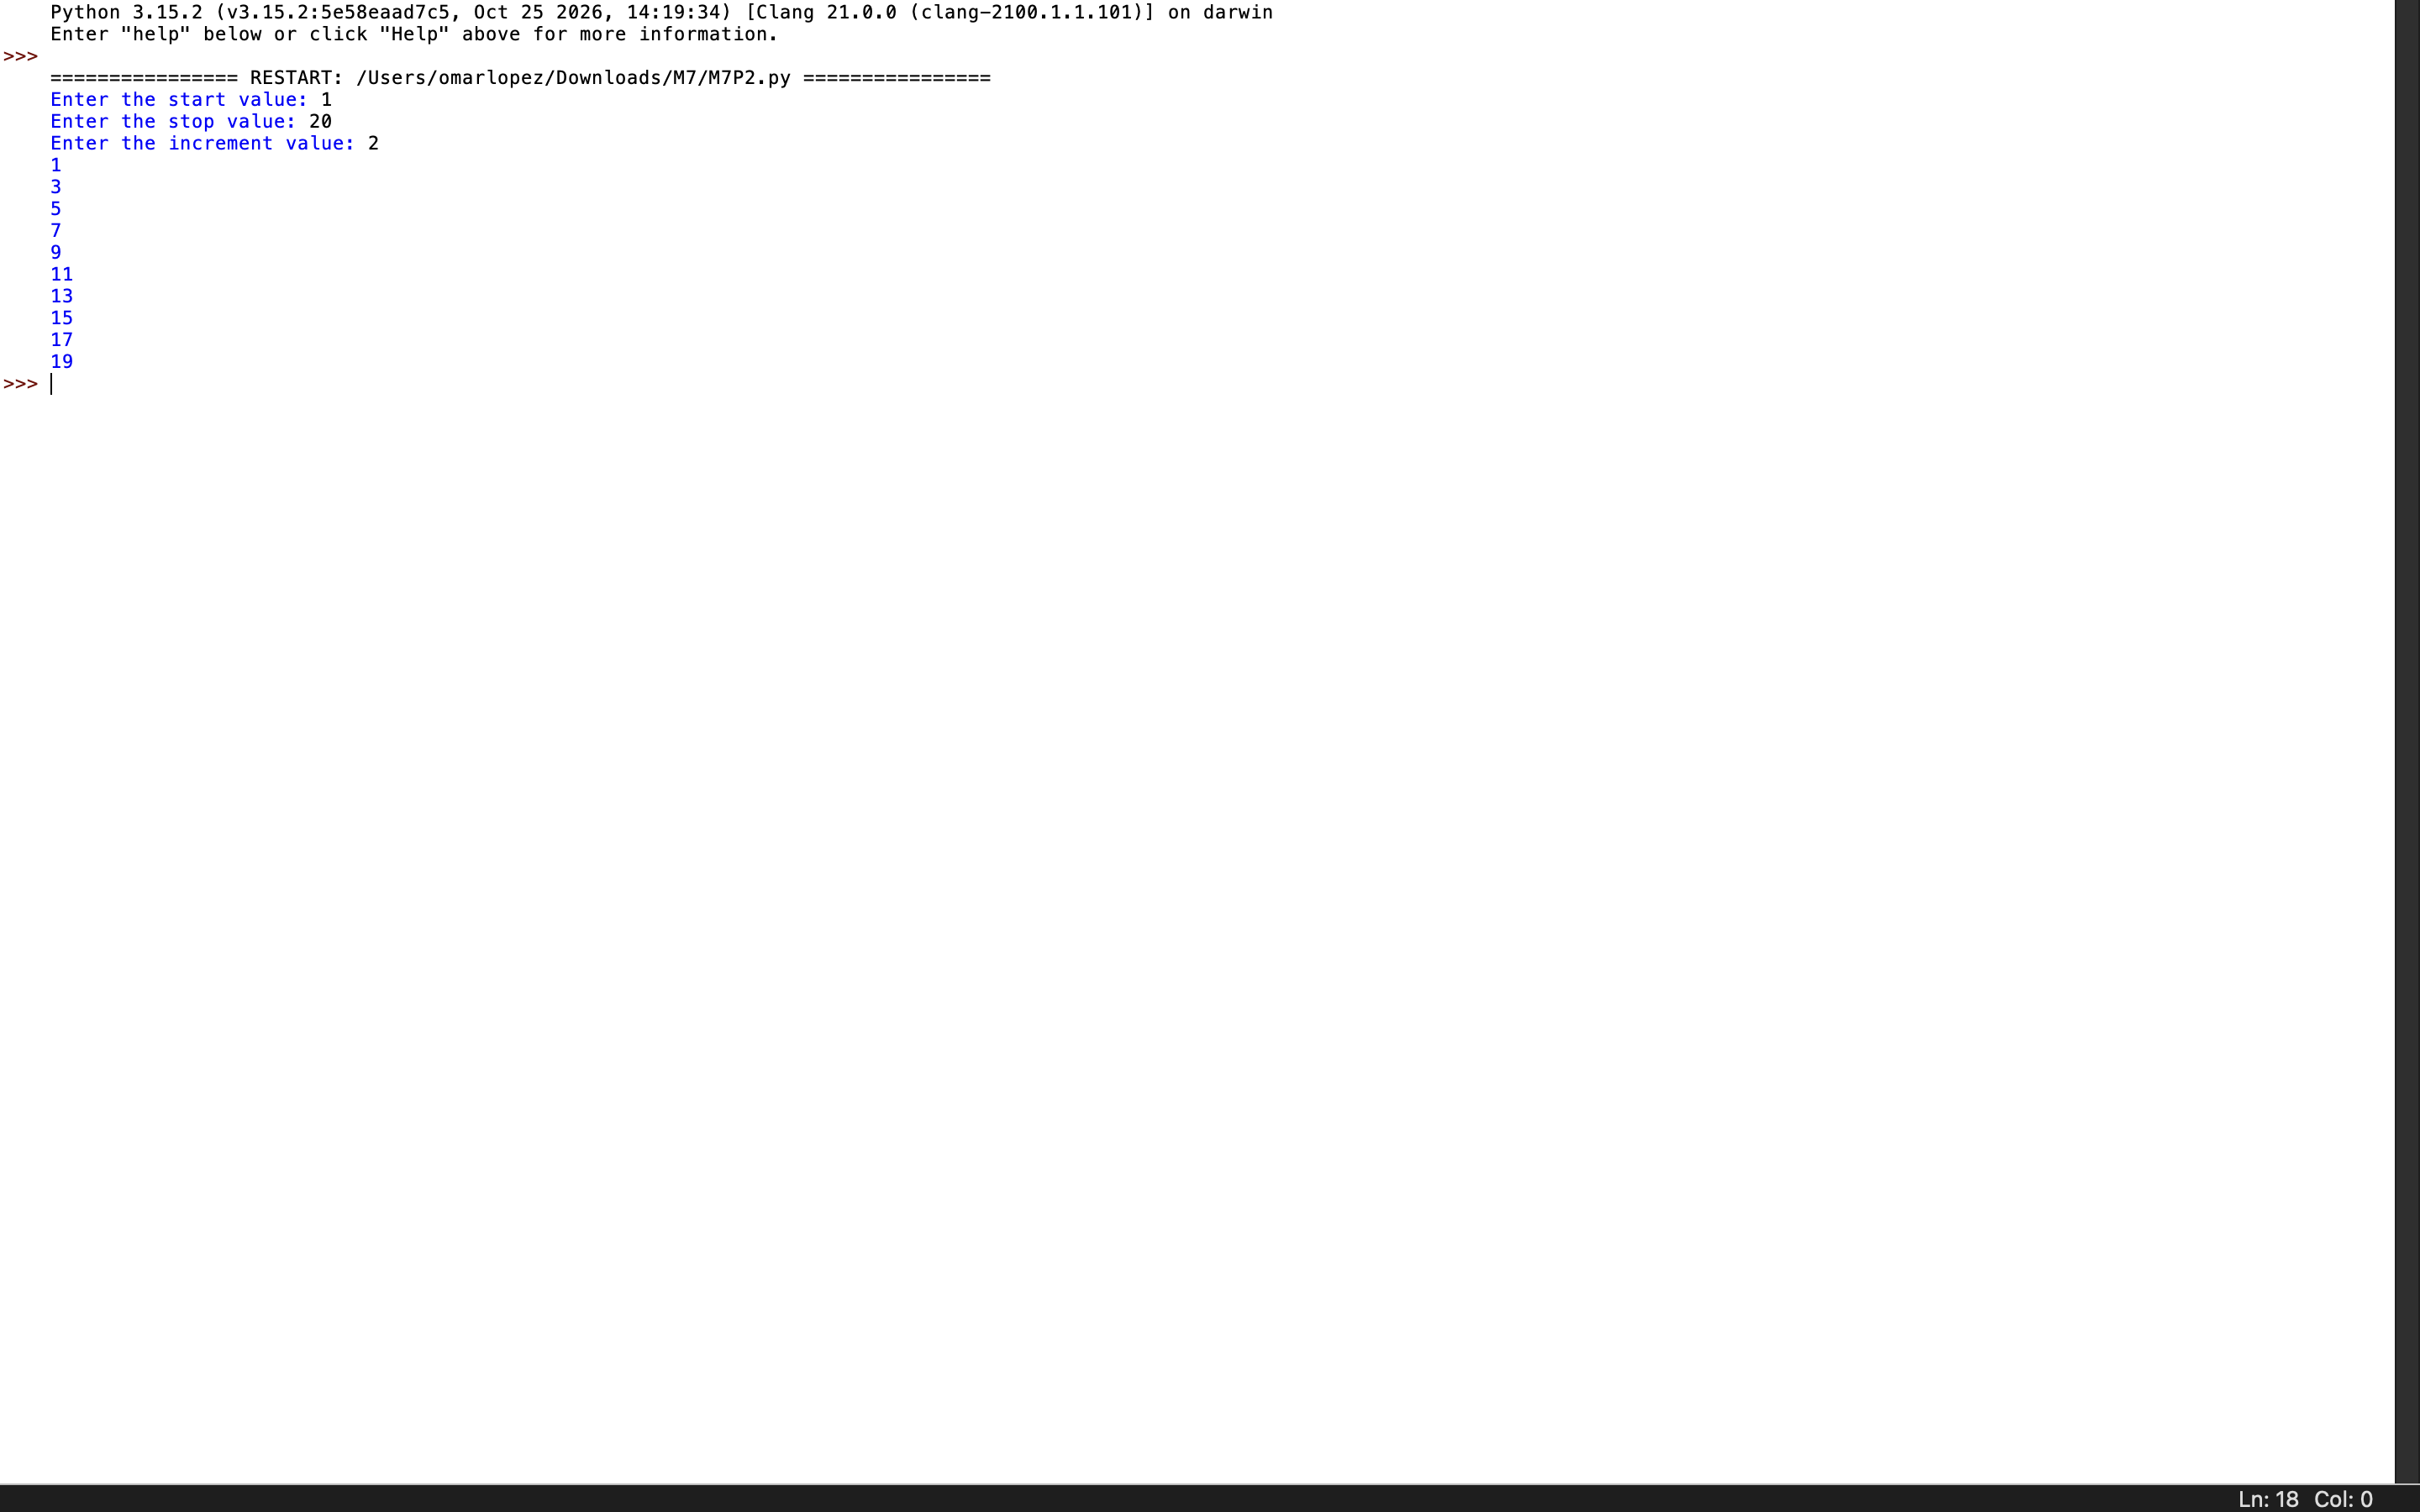 Python 3.15.2 (v3.15.2:5e58eaad7c5, Oct 25 2026, 14:19:34) [Clang 21.0.0 (clang-2100.1.1.101)] on darwin
Enter "help" below or click "Help" above for more information.
>>>
================ RESTART: /Users/omarlopez/Downloads/M7/M7P2.py ================
Enter the start value: 1
Enter the stop value: 20
Enter the increment value: 2
1
3
5
7
9
11
13
15
17
19
>>>
Ln: 18 Col: 0